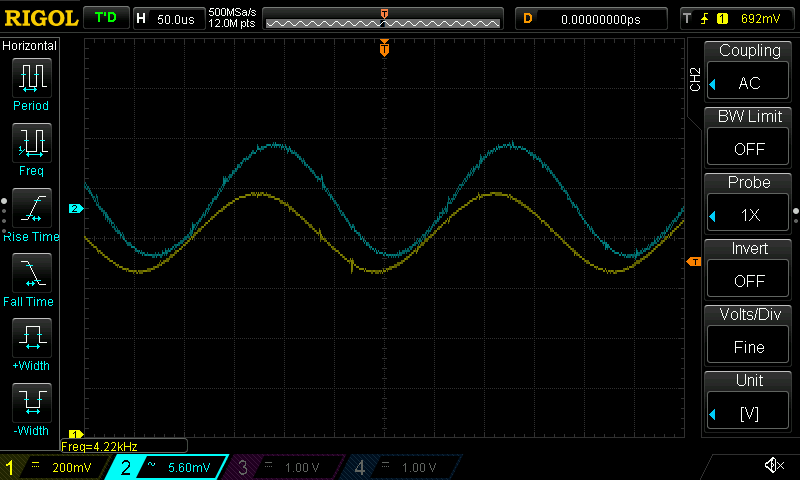 RIGOL T'D H 50.0us 500MSa/s 12.0M pts T D 0.00000000ps T 1 692mV
Horizontal
Period
Freq
Rise Time
Fall Time
+Width
-Width
T
2
T
1
Freq=4.22kHz
CH2
Coupling
AC
BW Limit
OFF
Probe
1X
Invert
OFF
Volts/Div
Fine
Unit
[V]
1 200mV 2 5.60mV 3 1.00 V 4 1.00 V